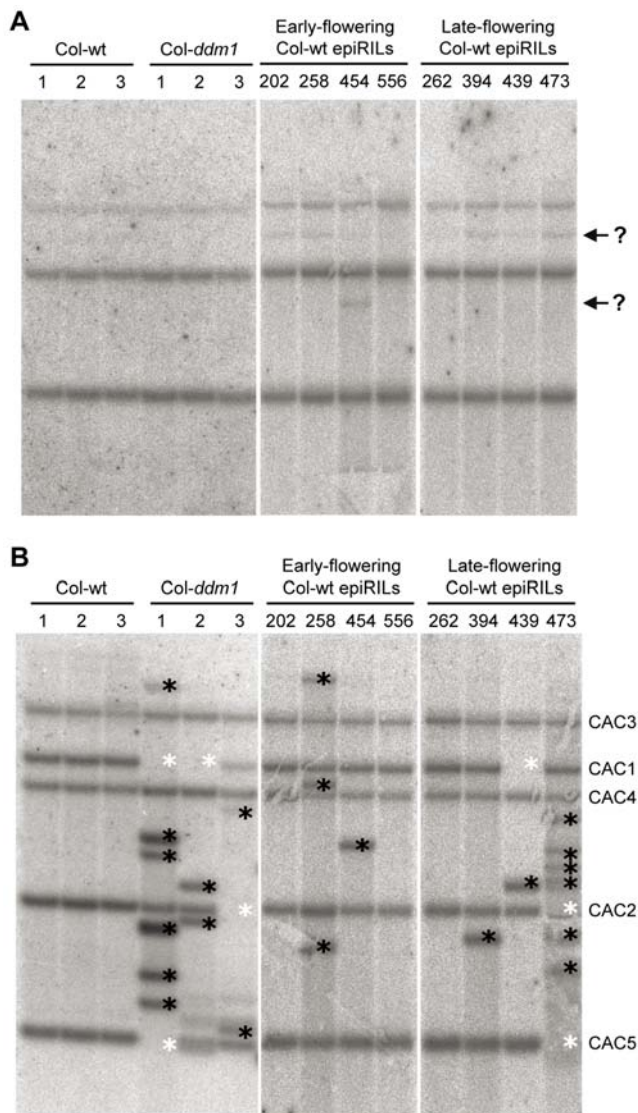 A
Col-wt
Col-ddm1
Early-flowering
Col-wt epiRILs
Late-flowering
Col-wt epiRILs
1 2 3 1 2 3 202 258 454 556 262 394 439 473
?
?
B
Col-wt
Col-ddm1
Early-flowering
Col-wt epiRILs
Late-flowering
Col-wt epiRILs
1 2 3 1 2 3 202 258 454 556 262 394 439 473
* *
CAC3
* * *
CAC1
*
CAC4
* *
* *
* *
* *
* *
* * *
CAC2
* * * *
* *
*
*
* *
CAC5